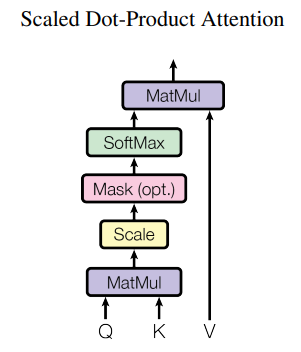 Scaled Dot-Product Attention
MatMul
SoftMax
Mask (opt.)
Scale
MatMul
Q K V